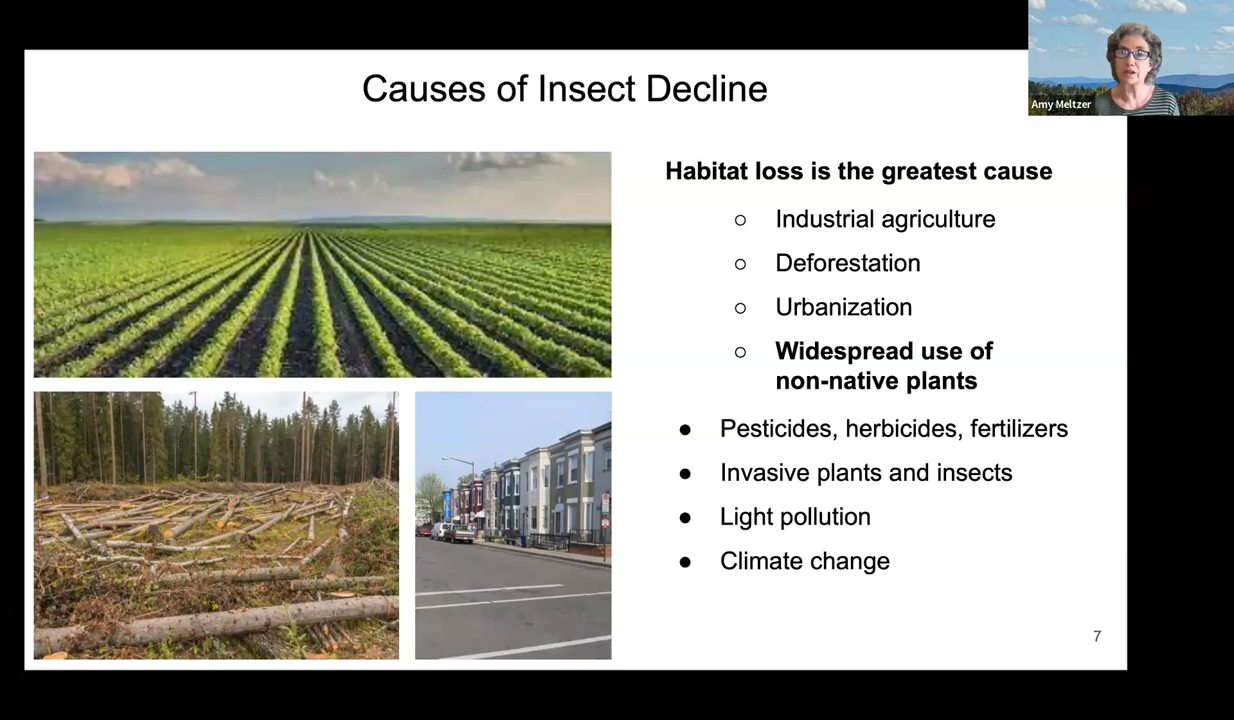 Causes of Insect Decline
Amy Meltzer
Habitat loss is the greatest cause
○ Industrial agriculture
○ Deforestation
○ Urbanization
○ Widespread use of
non-native plants
● Pesticides, herbicides, fertilizers
● Invasive plants and insects
● Light pollution
● Climate change
7